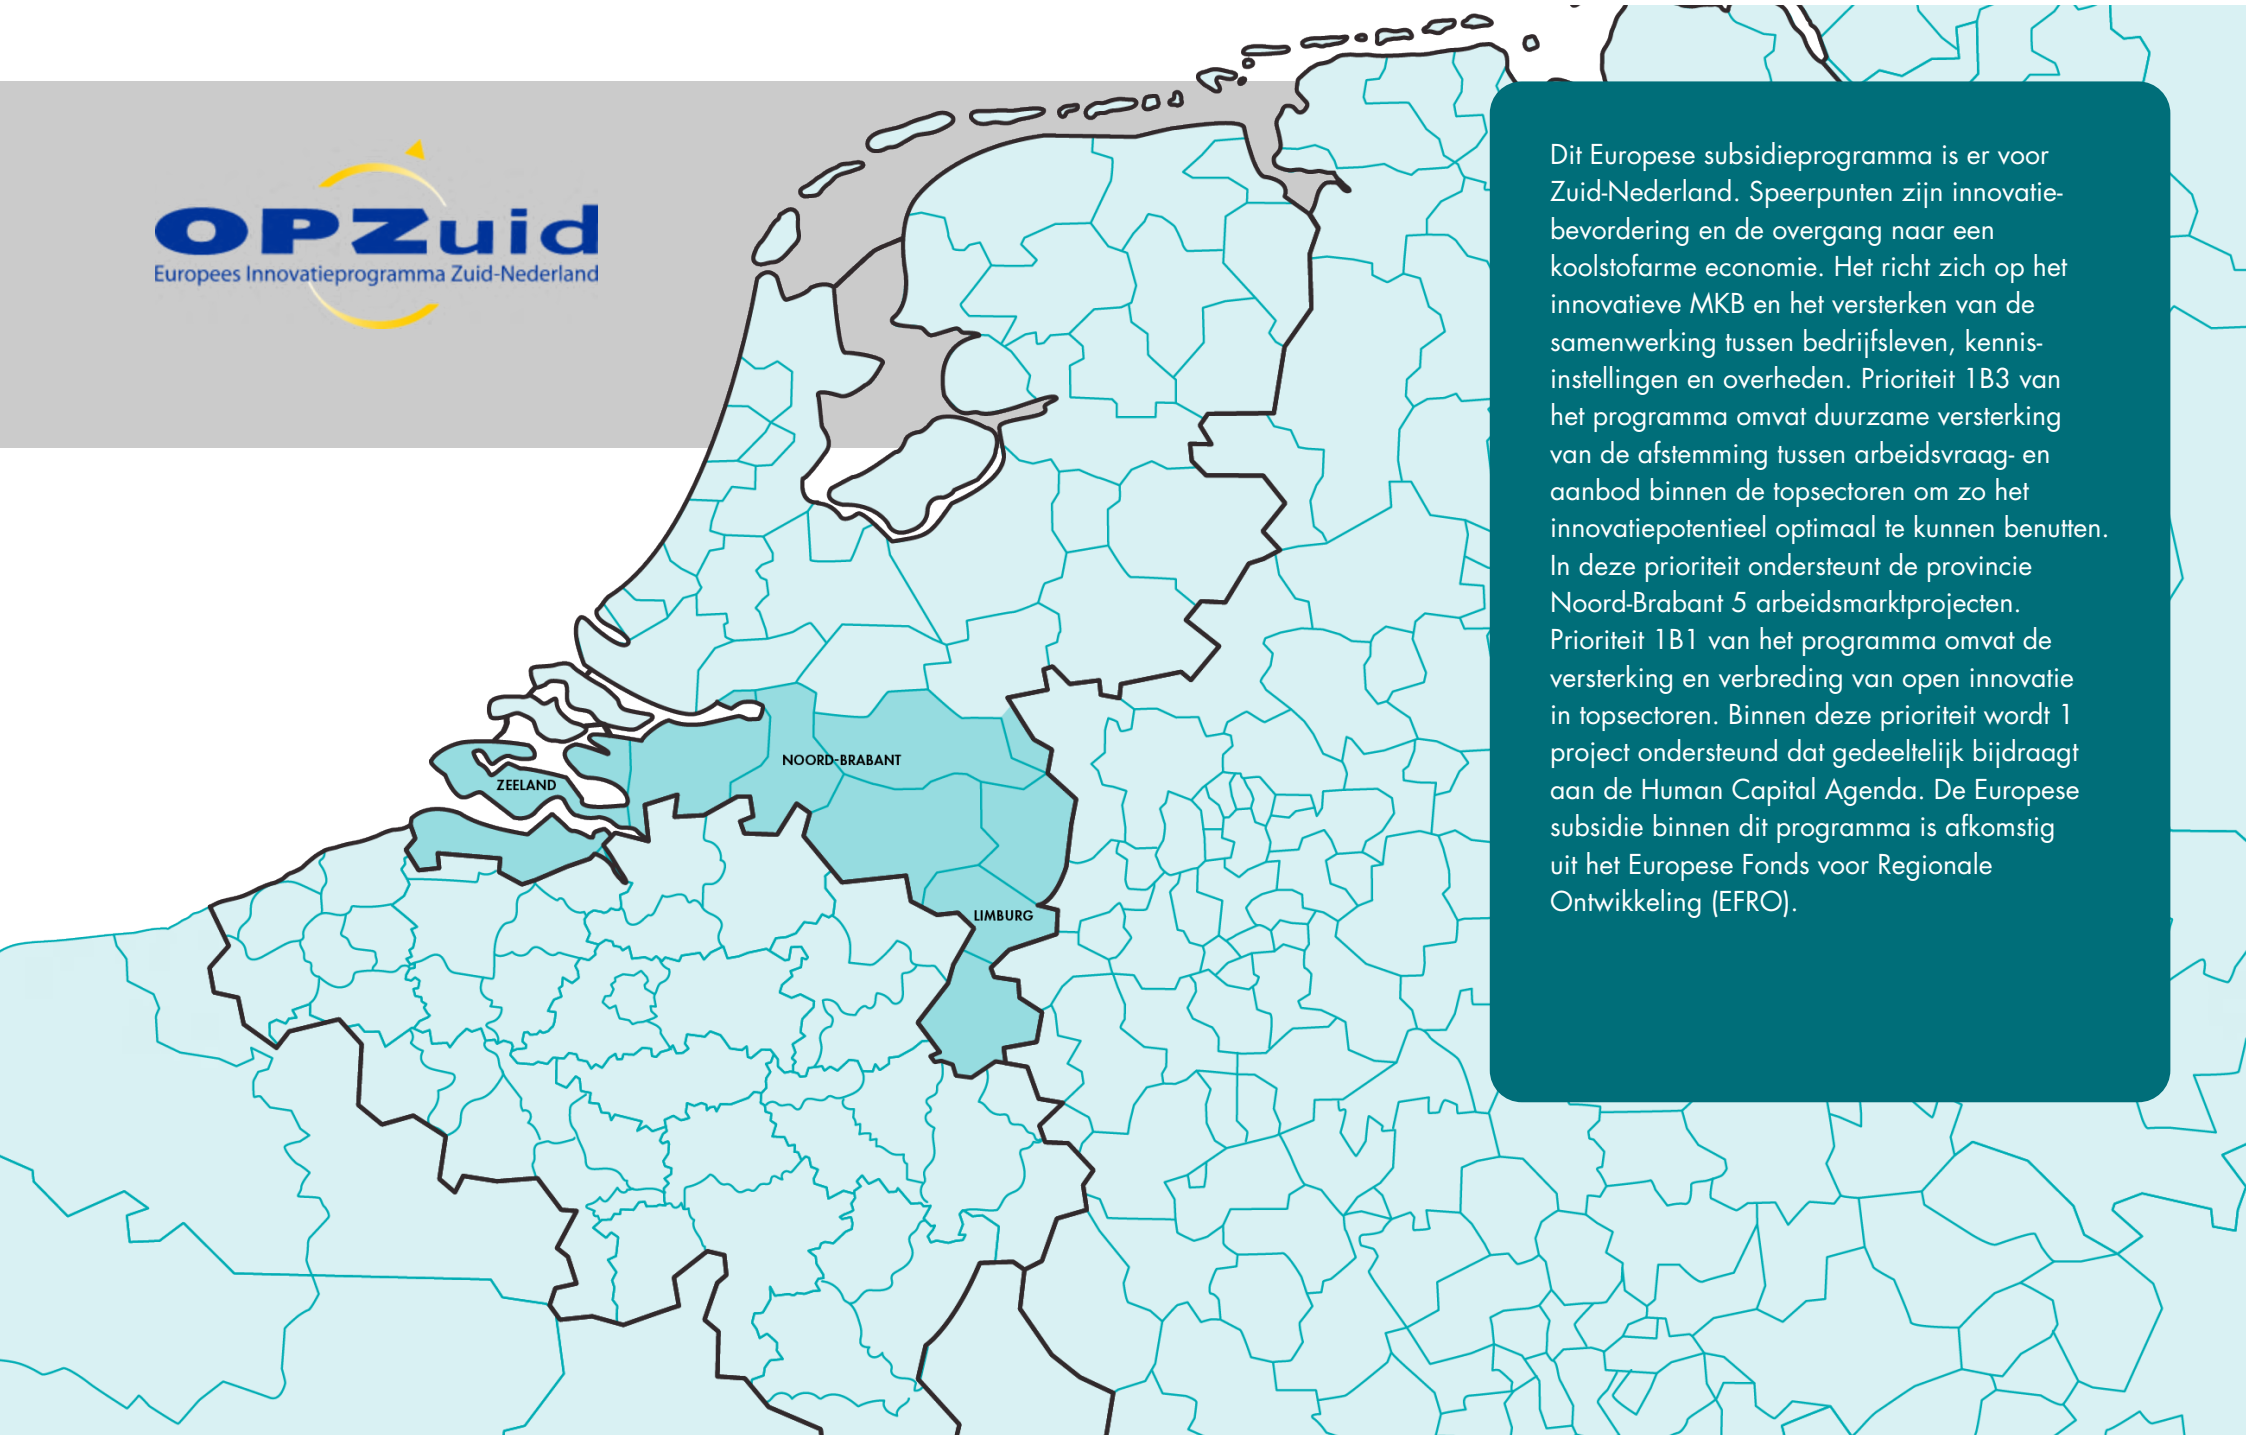 OPZuid
Europees Innovatieprogramma Zuid-Nederland
Dit Europese subsidieprogramma is er voor
Zuid-Nederland. Speerpunten zijn innovatie-
bevordering en de overgang naar een
koolstofarme economie. Het richt zich op het
innovatieve MKB en het versterken van de
samenwerking tussen bedrijfsleven, kennis-
instellingen en overheden. Prioriteit 1B3 van
het programma omvat duurzame versterking
van de afstemming tussen arbeidsvraag- en
aanbod binnen de topsectoren om zo het
innovatiepotentieel optimaal te kunnen benutten.
In deze prioriteit ondersteunt de provincie
Noord-Brabant 5 arbeidsmarktprojecten.
Prioriteit 1B1 van het programma omvat de
versterking en verbreding van open innovatie
in topsectoren. Binnen deze prioriteit wordt 1
project ondersteund dat gedeeltelijk bijdraagt
aan de Human Capital Agenda. De Europese
subsidie binnen dit programma is afkomstig
uit het Europese Fonds voor Regionale
Ontwikkeling (EFRO).
NOORD-BRABANT
ZEELAND
LIMBURG